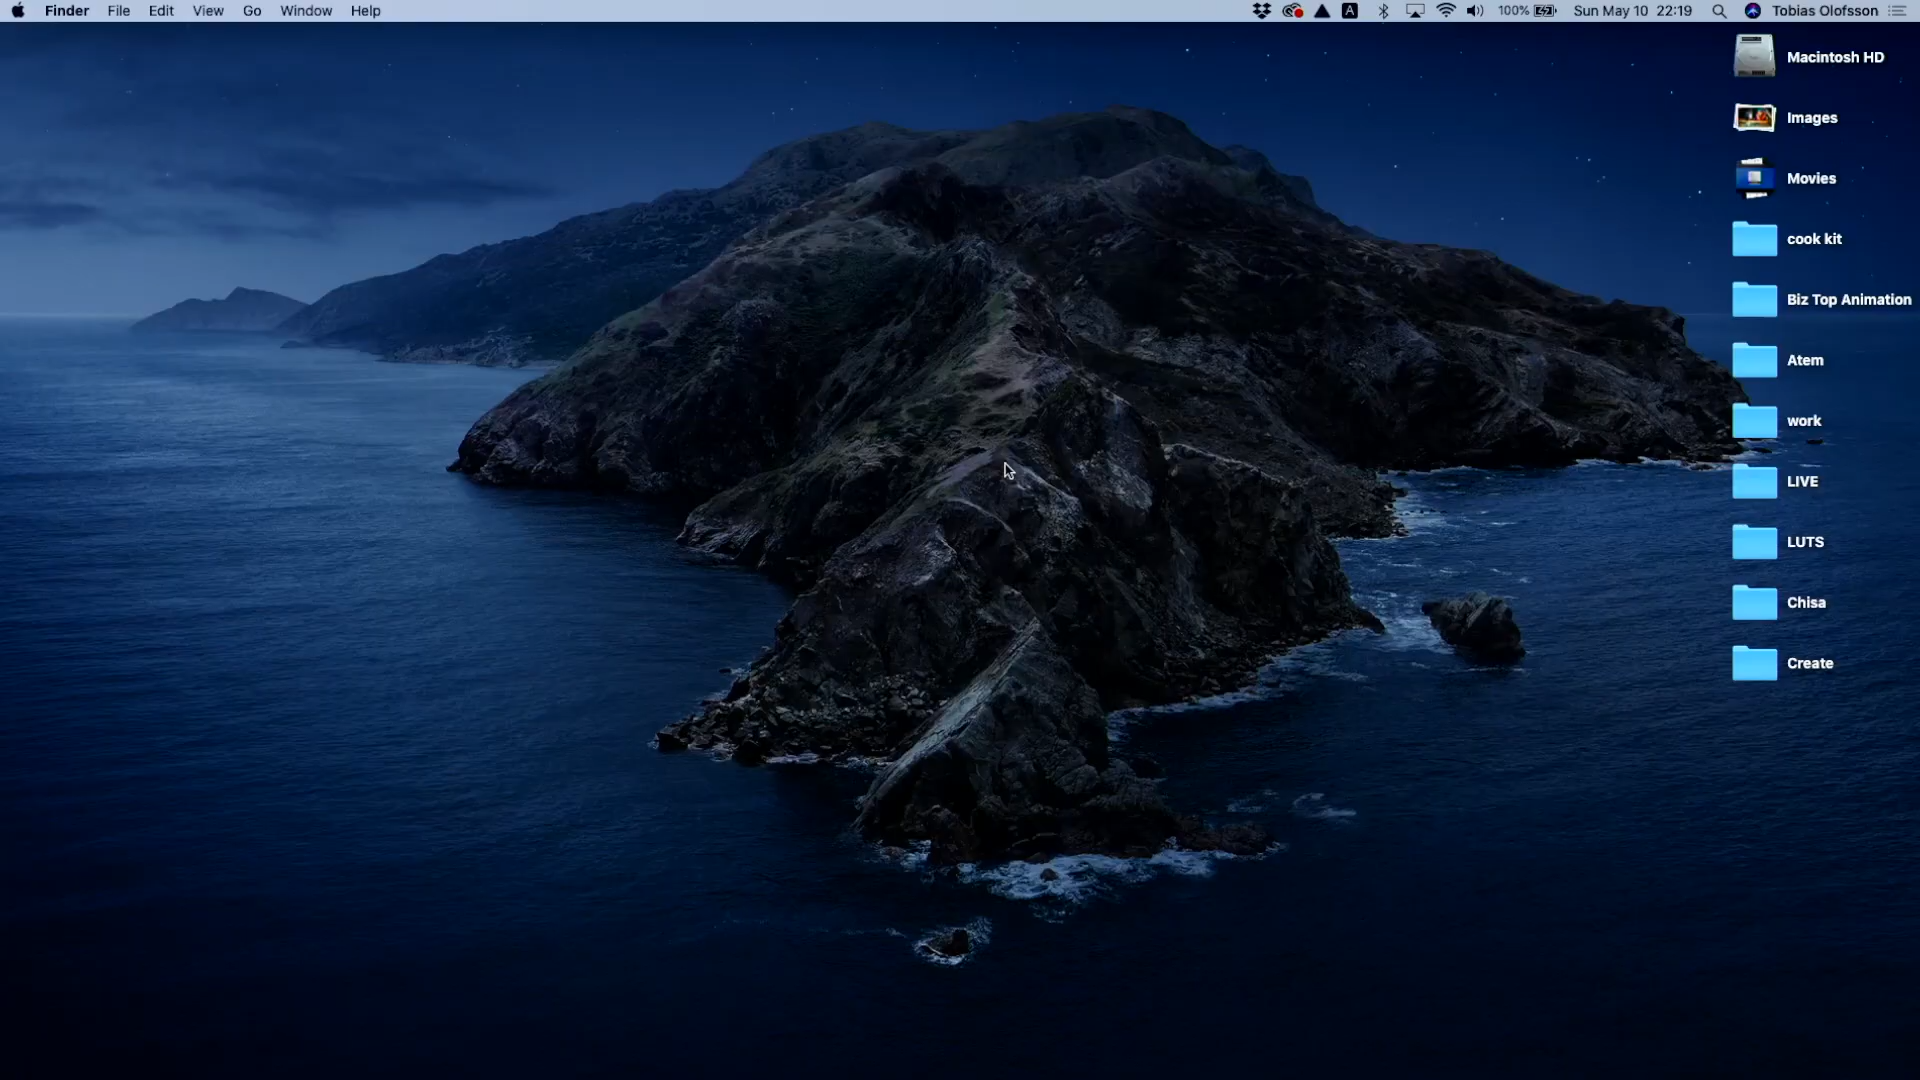 Finder File Edit View Go Window Help A 100% Sun May 10 22:19 Tobias Olofsson
Macintosh HD
Images
Movies
cook kit
Biz Top Animation
Atem
work
LIVE
LUTS
Chisa
Create